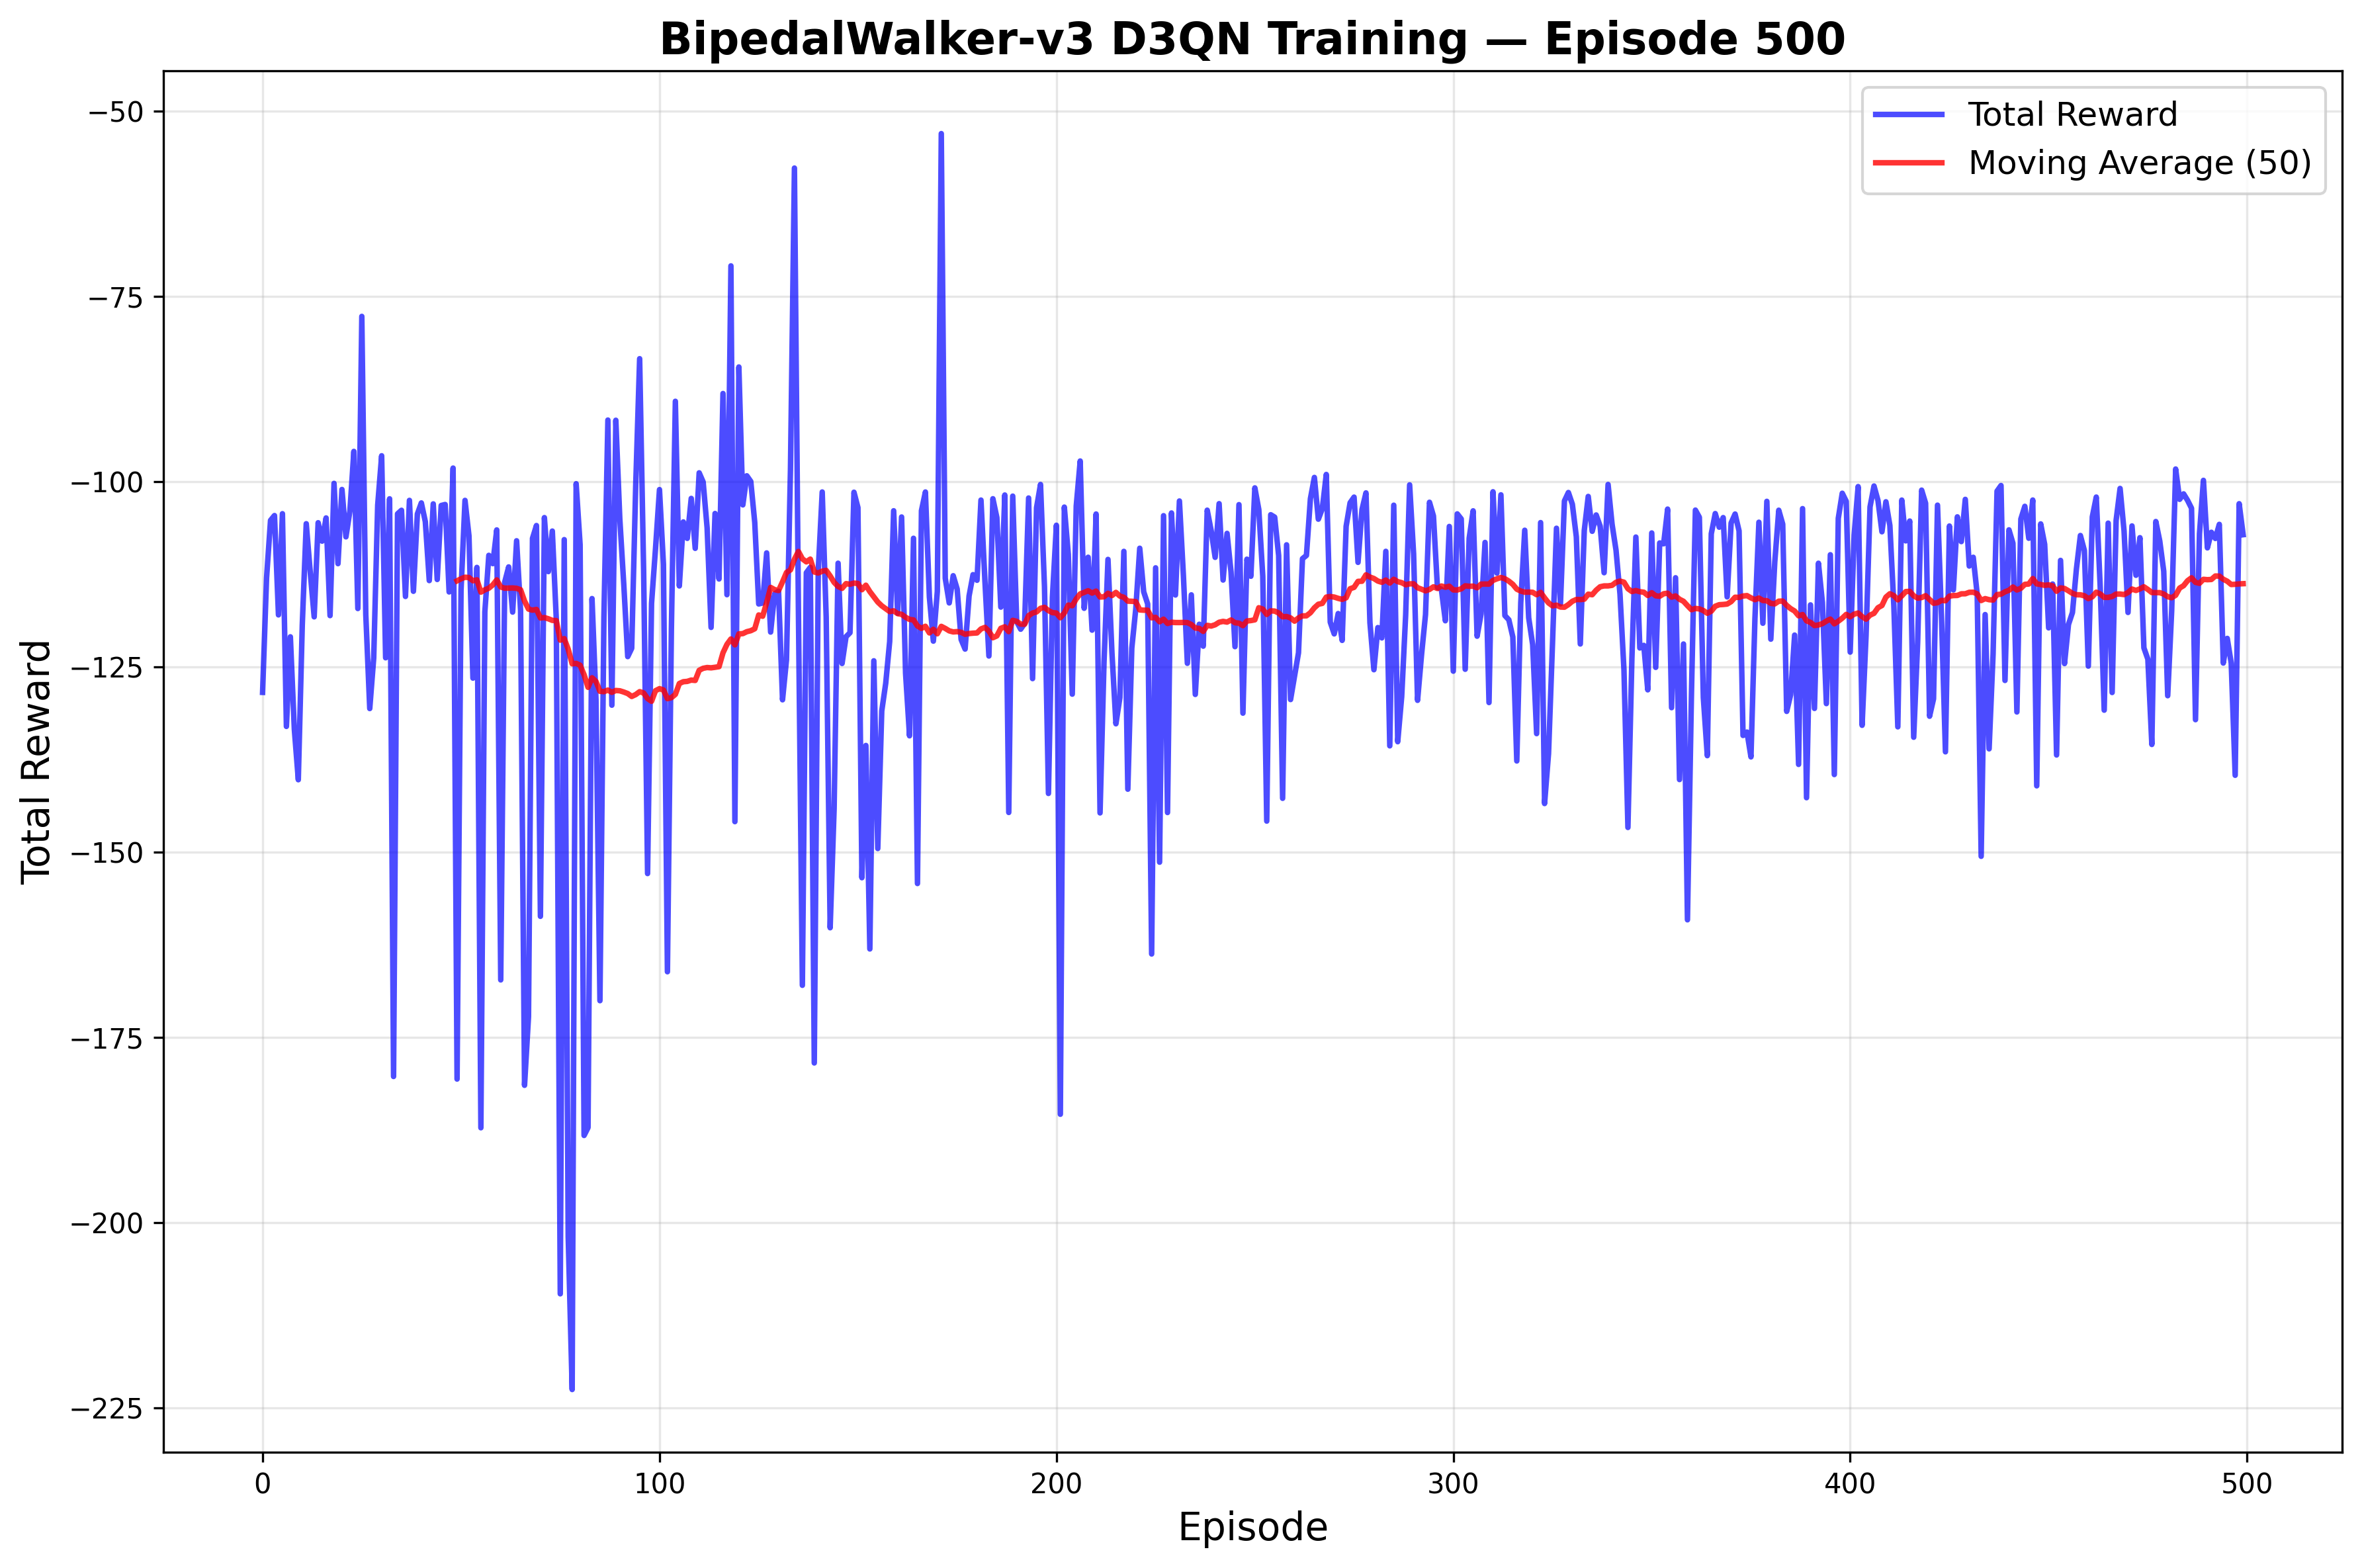 BipedalWalker-v3 D3QN Training — Episode 500
Total Reward
Moving Average (50)
−50
−75
−100
−125
−150
−175
−200
−225
Total Reward
0 100 200 300 400 500
Episode